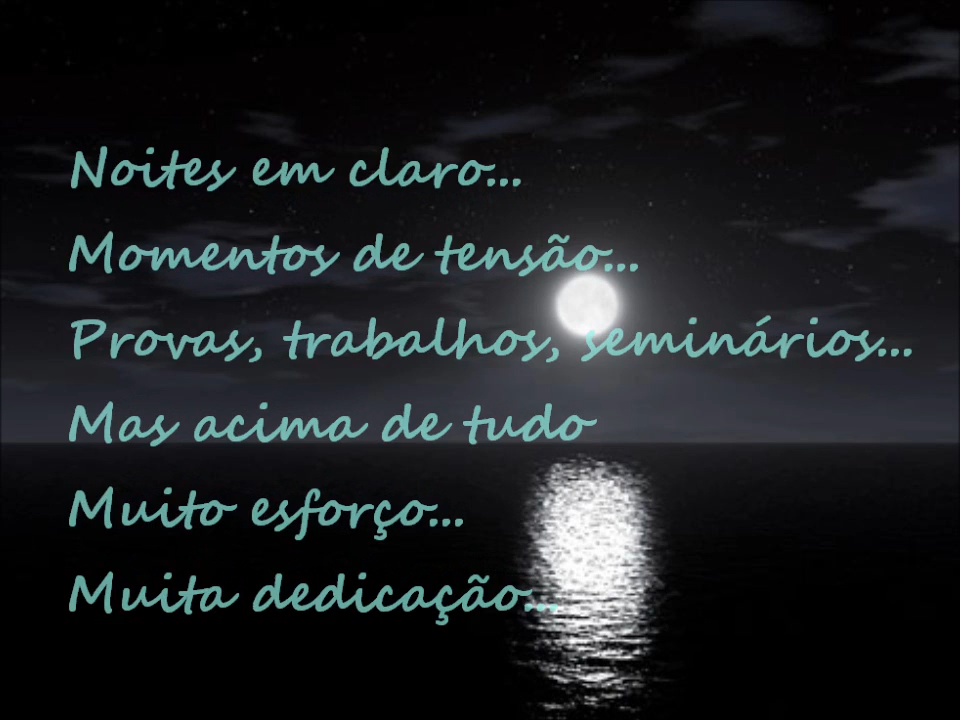 Noites em claro...
Momentos de tensão...
Provas, trabalhos, seminários...
Mas acima de tudo
Muito esforço...
Muita dedicação...